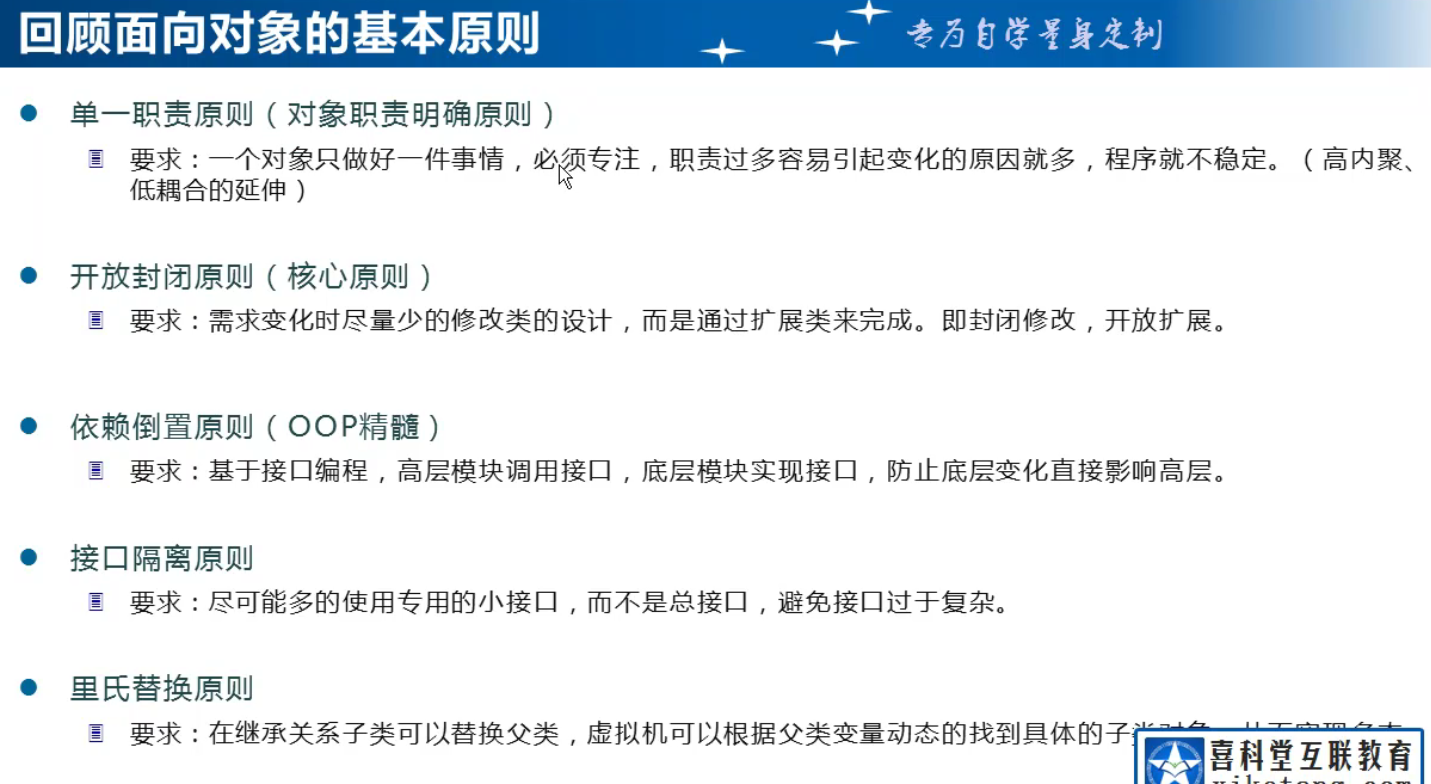 回顾面向对象的基本原则
专为自学量身定制
单一职责原则（对象职责明确原则）
要求：一个对象只做好一件事情，必须专注，职责过多容易引起变化的原因就多，程序就不稳定。（高内聚、
低耦合的延伸）
开放封闭原则（核心原则）
要求：需求变化时尽量少的修改类的设计，而是通过扩展类来完成。即封闭修改，开放扩展。
依赖倒置原则（OOP精髓）
要求：基于接口编程，高层模块调用接口，底层模块实现接口，防止底层变化直接影响高层。
接口隔离原则
要求：尽可能多的使用专用的小接口，而不是总接口，避免接口过于复杂。
里氏替换原则
要求：在继承关系子类可以替换父类，虚拟机可以根据父类变量动态的找到具体的子类对象
喜科堂互联教育